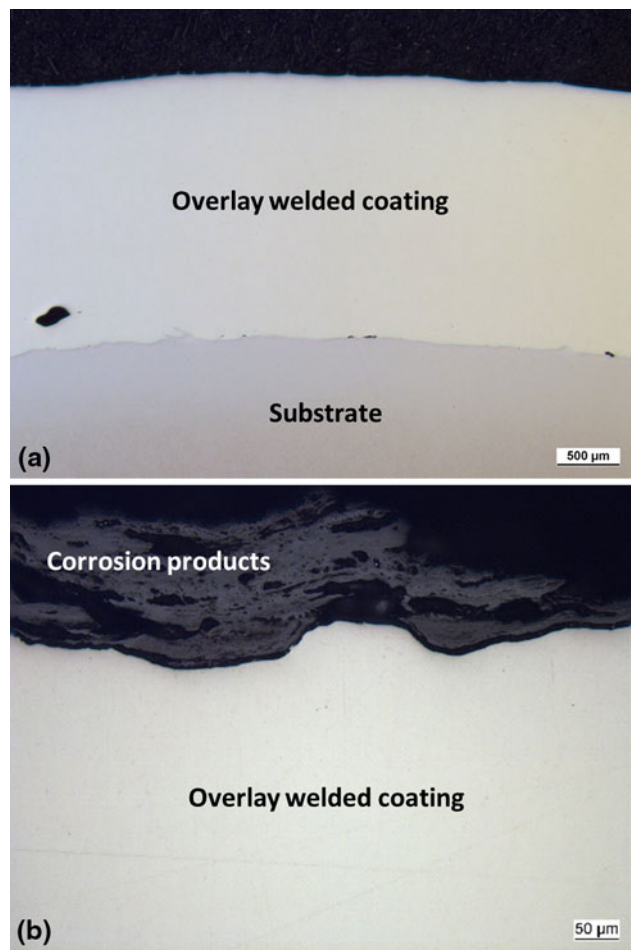 Overlay welded coating
Substrate
(a)
500 µm
Corrosion products
Overlay welded coating
(b)
50 µm